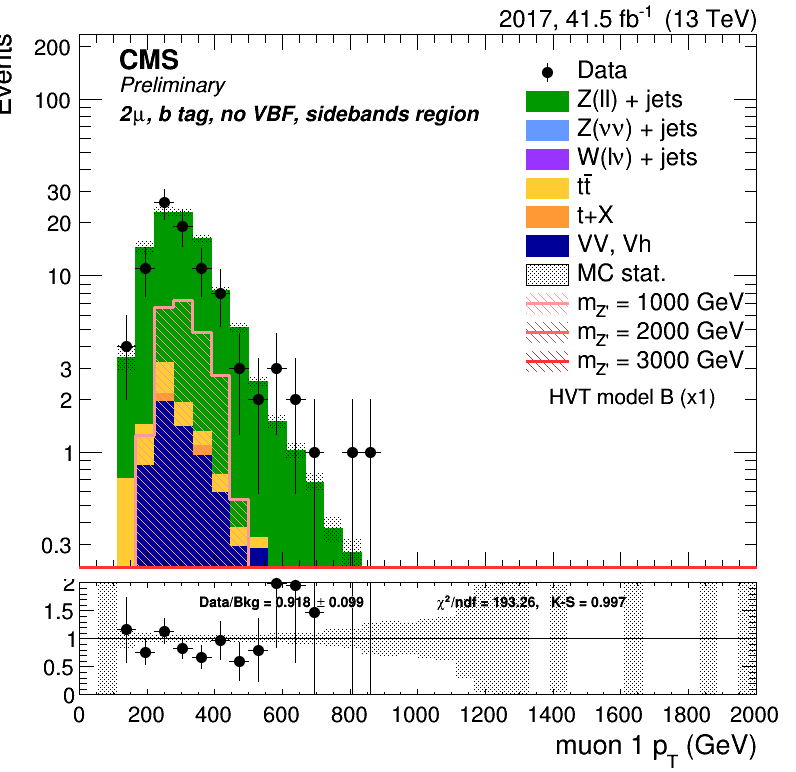 2017, 41.5 fb⁻¹ (13 TeV)
Events
200
100
30
20
10
3
2
1
0.3
CMS
Preliminary
2μ, b tag, no VBF, sidebands region
Data
Z(ll) + jets
Z(νν) + jets
W(lν) + jets
tt̄
t+X
VV, Vh
MC stat.
m_Z' = 1000 GeV
m_Z' = 2000 GeV
m_Z' = 3000 GeV
HVT model B (x1)
2
1.5
1
0.5
0
Data/Bkg = 0.918 ± 0.099
χ²/ndf = 193.26, K-S = 0.997
0 200 400 600 800 1000 1200 1400 1600 1800 2000
muon 1 p_T (GeV)